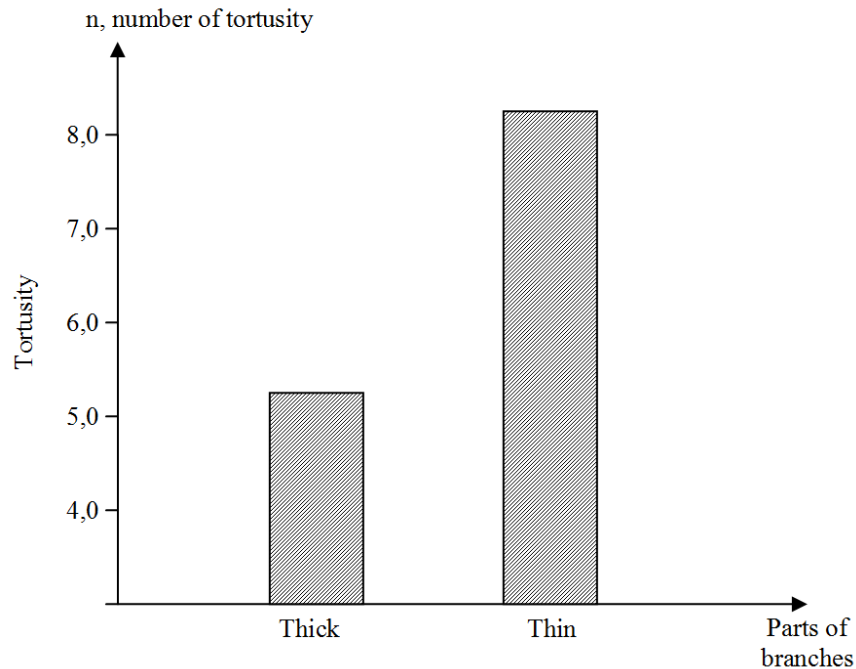 n, number of tortusity
8,0
7,0
6,0
5,0
4,0
Tortusity
Thick
Thin
Parts of
branches